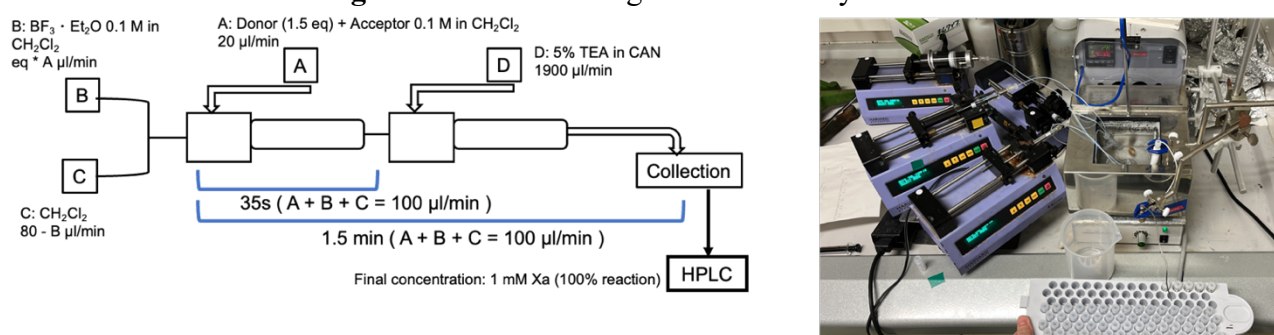 B: BF₃ · Et₂O 0.1 M in
CH₂Cl₂
eq * A µl/min
A: Donor (1.5 eq) + Acceptor 0.1 M in CH₂Cl₂
20 µl/min
D: 5% TEA in CAN
1900 µl/min
A
D
B
C
C: CH₂Cl₂
80 - B µl/min
35s ( A + B + C = 100 µl/min )
1.5 min ( A + B + C = 100 µl/min )
Collection
Final concentration: 1 mM Xa (100% reaction)
HPLC